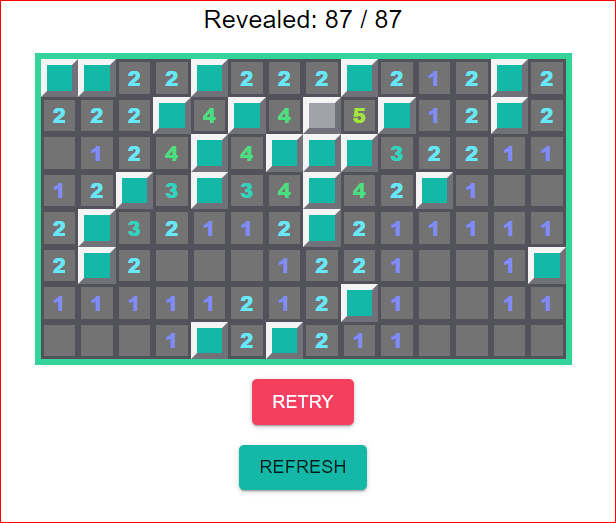 Revealed: 87 / 87
2 2 2 2 2 2 1 2 2
2 2 2 4 4 5 1 2 2
1 2 4 4 3 2 2 1 1
1 2 3 3 4 4 2 1
2 3 2 1 1 2 2 1 1 1 1 1
2 2 1 2 2 1 1
1 1 1 1 1 2 1 2 1 1 1
1 2 2 1 1
RETRY
REFRESH